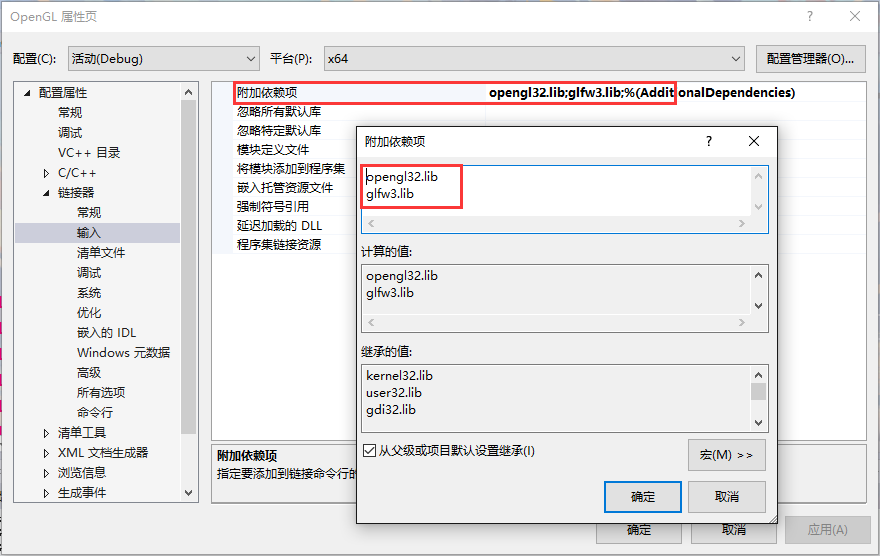 OpenGL 属性页
配置(C): 活动(Debug) 平台(P): x64 配置管理器(O)...
配置属性
常规
调试
VC++ 目录
C/C++
链接器
常规
输入
清单文件
调试
系统
优化
嵌入的 IDL
Windows 元数据
高级
所有选项
命令行
清单工具
XML 文档生成器
浏览信息
生成事件
附加依赖项 opengl32.lib;glfw3.lib;%(AdditionalDependencies)
忽略所有默认库
忽略特定默认库
模块定义文件
将模块添加到程序集
嵌入托管资源文件
强制符号引用
延迟加载的 DLL
程序集链接资源
附加依赖项
指定要添加到链接命令行的
附加依赖项
opengl32.lib
glfw3.lib
计算的值:
opengl32.lib
glfw3.lib
继承的值:
kernel32.lib
user32.lib
gdi32.lib
从父级或项目默认设置继承(I)
宏(M) >>
确定 取消
确定 取消 应用(A)